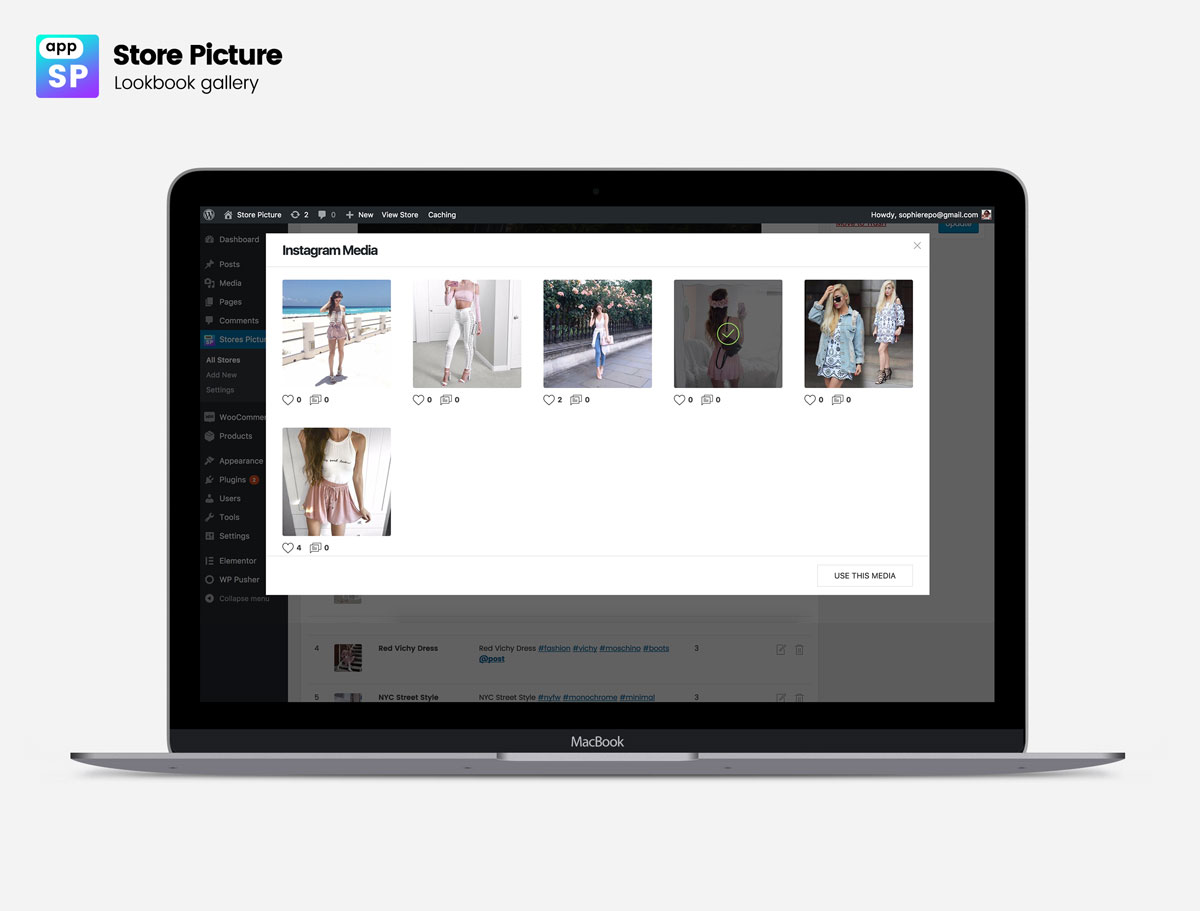 app
SP
Store Picture
Lookbook gallery
Store Picture 2 0 New View Store Caching
Howdy, sophierepo@gmail.com
Dashboard
Posts
Media
Pages
Comments
Stores Pictu
All Stores
Add New
Settings
WooCommer
Products
Appearance
Plugins 2
Users
Tools
Settings
Elementor
WP Pusher
Collapse menu
Move to Trash
Update
Instagram Media
0 0
0 0
2 0
0 0
0 0
4 0
USE THIS MEDIA
4 Red Vichy Dress Red Vichy Dress #fashion #vichy #moschino #boots 3
@post
5 NYC Street Style NYC Street Style #nyfw #monochrome #minimal 3
MacBook